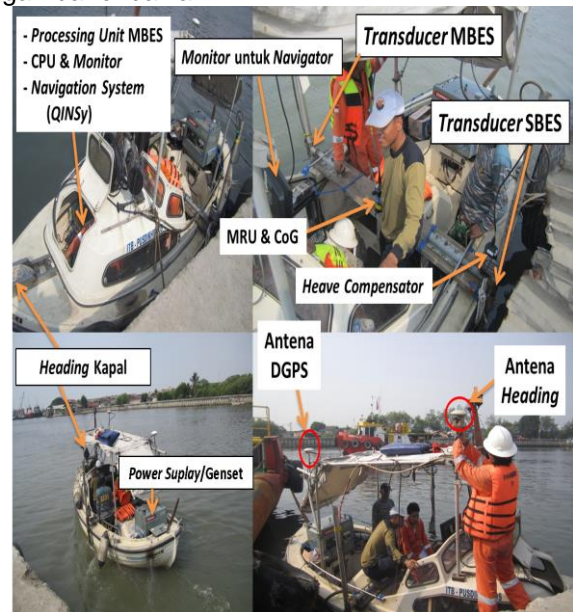 - Processing Unit MBES
- CPU & Monitor
- Navigation System
(QINSy)
Monitor untuk Navigator
Transducer MBES
Transducer SBES
MRU & CoG
Heave Compensator
Heading Kapal
Power Suplay/Genset
Antena
DGPS
Antena
Heading